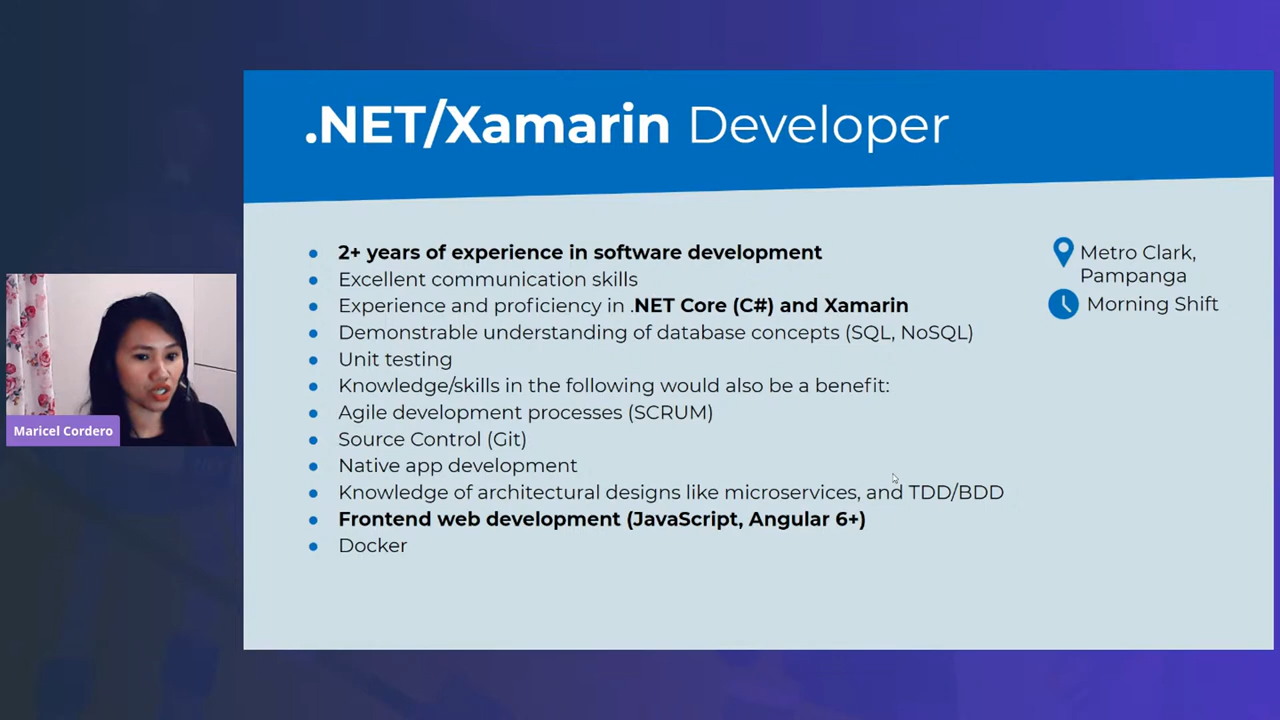 .NET/Xamarin Developer
2+ years of experience in software development
Excellent communication skills
Experience and proficiency in .NET Core (C#) and Xamarin
Demonstrable understanding of database concepts (SQL, NoSQL)
Unit testing
Knowledge/skills in the following would also be a benefit:
Agile development processes (SCRUM)
Source Control (Git)
Native app development
Knowledge of architectural designs like microservices, and TDD/BDD
Frontend web development (JavaScript, Angular 6+)
Docker
Metro Clark,
Pampanga
Morning Shift
Maricel Cordero